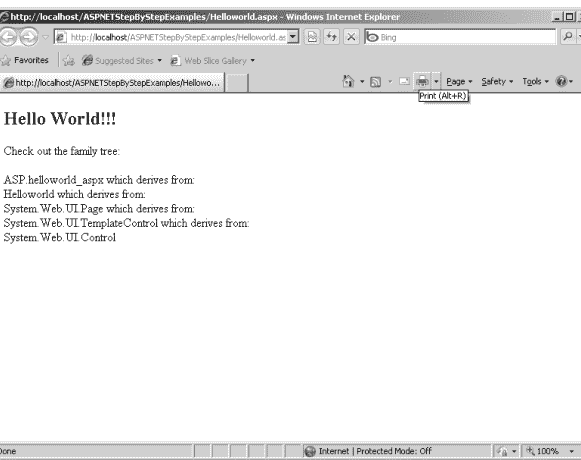 http://localhost/ASPNETStepByStepExamples/Helloworld.aspx - Windows Internet Explorer
http://localhost/ASPNETStepByStepExamples/Helloworld.as Bing
Favorites Suggested Sites Web Slice Gallery
http://localhost/ASPNETStepByStepExamples/Hellowo... Page Safety Tools
Print (Alt+R)
Hello World!!!
Check out the family tree:
ASP.helloworld_aspx which derives from:
Helloworld which derives from:
System.Web.UI.Page which derives from:
System.Web.UI.TemplateControl which derives from:
System.Web.UI.Control
Done Internet | Protected Mode: Off 100%